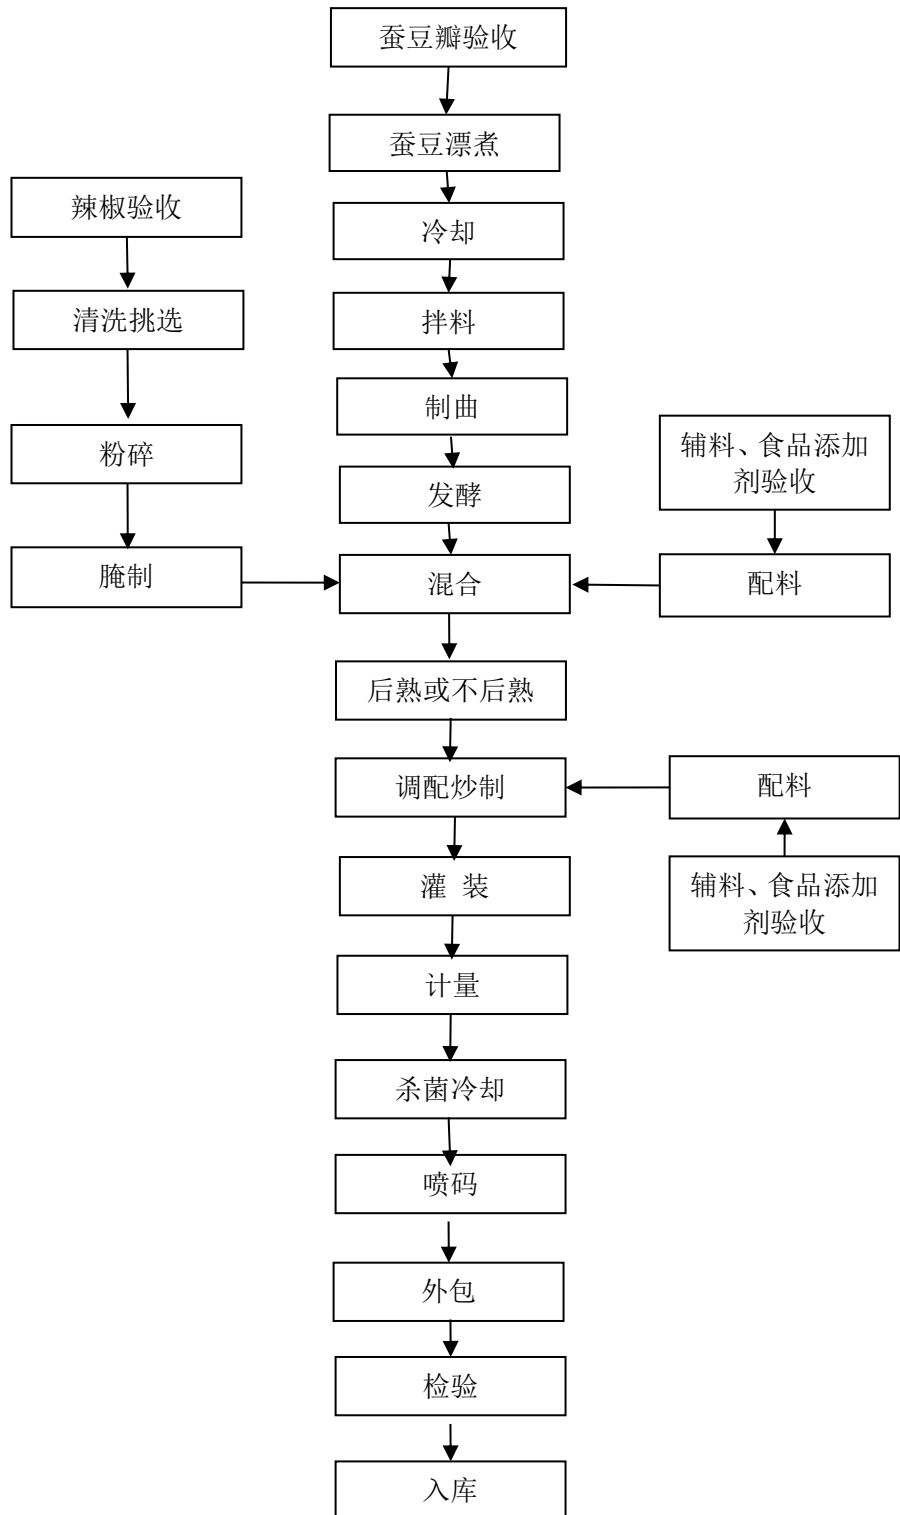 蚕豆瓣验收
蚕豆漂煮
辣椒验收
冷却
清洗挑选
拌料
制曲
粉碎
辅料、食品添加
剂验收
发酵
腌制
混合
配料
后熟或不后熟
调配炒制
配料
灌 装
辅料、食品添加
剂验收
计量
杀菌冷却
喷码
外包
检验
入库